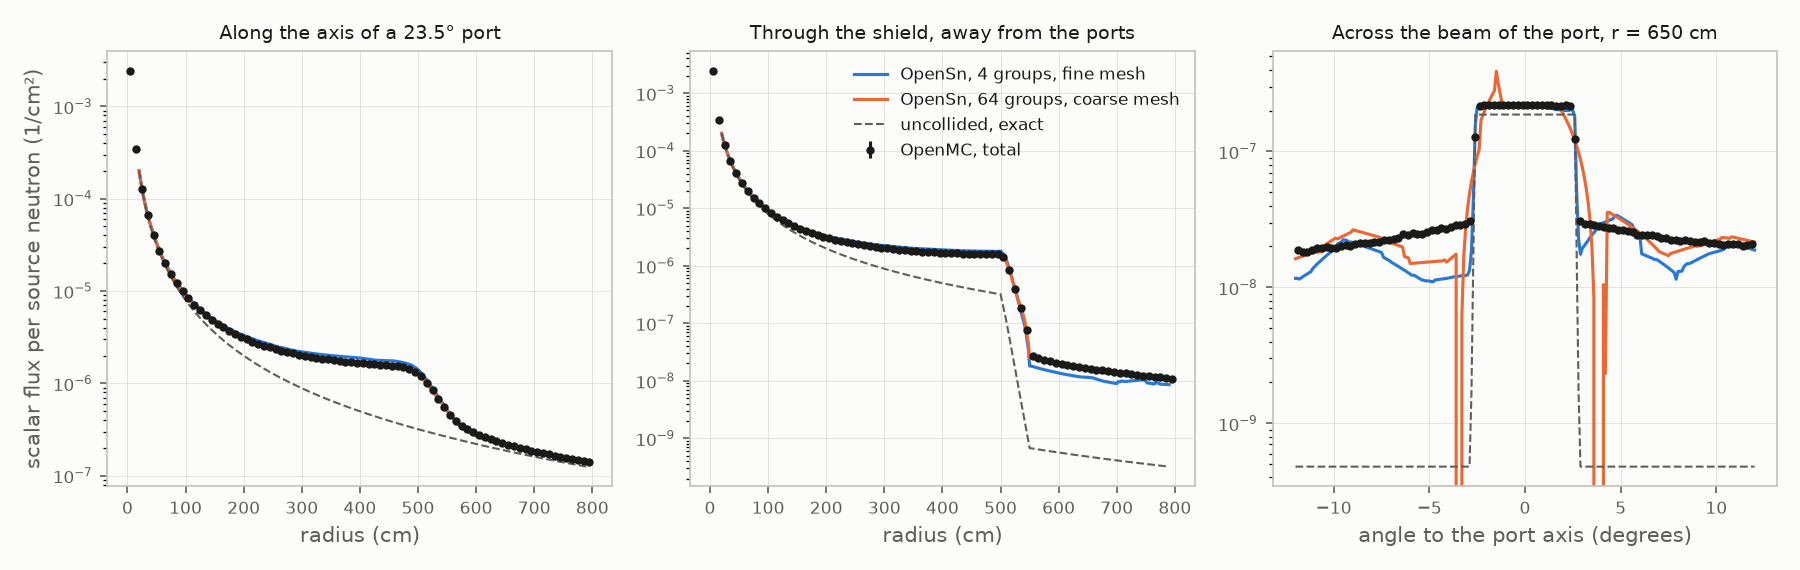 Along the axis of a 23.5° port
scalar flux per source neutron (1/cm²)
10⁻³
10⁻⁴
10⁻⁵
10⁻⁶
10⁻⁷
0 100 200 300 400 500 600 700 800
radius (cm)
Through the shield, away from the ports
OpenSn, 4 groups, fine mesh
OpenSn, 64 groups, coarse mesh
uncollided, exact
OpenMC, total
10⁻³
10⁻⁴
10⁻⁵
10⁻⁶
10⁻⁷
10⁻⁸
10⁻⁹
0 100 200 300 400 500 600 700 800
radius (cm)
Across the beam of the port, r = 650 cm
10⁻⁷
10⁻⁸
10⁻⁹
−10 −5 0 5 10
angle to the port axis (degrees)